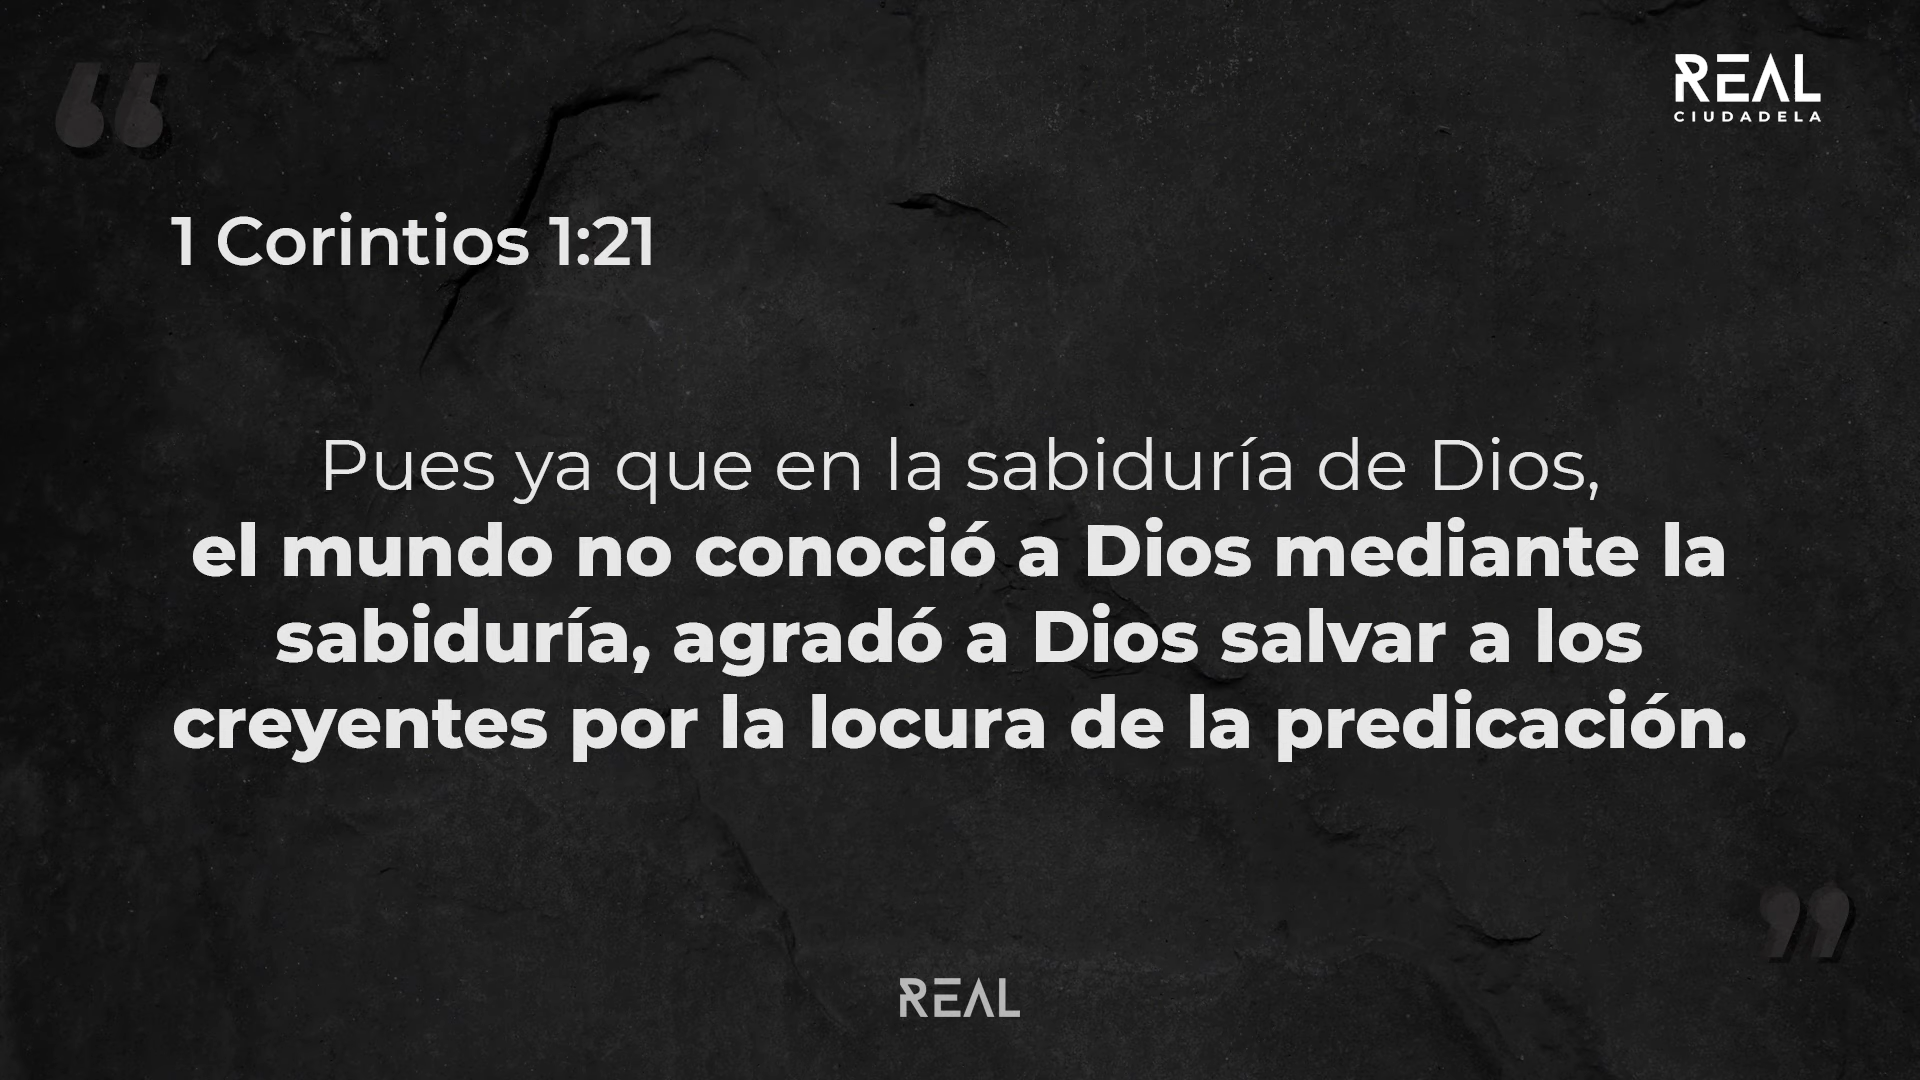 “
REAL
CIUDADELA
1 Corintios 1:21
Pues ya que en la sabiduría de Dios,
el mundo no conoció a Dios mediante la
sabiduría, agradó a Dios salvar a los
creyentes por la locura de la predicación.
”
REAL